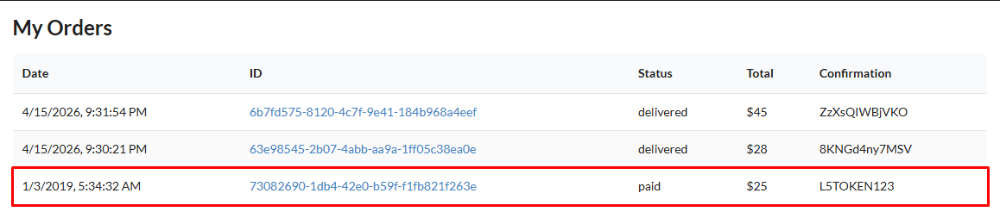 My Orders
Date ID Status Total Confirmation
4/15/2026, 9:31:54 PM 6b7fd575-8120-4c7f-9e41-184b968a4eef delivered $45 ZzXsQIWBjVKO
4/15/2026, 9:30:21 PM 63e98545-2b07-4abb-aa9a-1ff05c38ea0e delivered $28 8KNGd4ny7MSV
1/3/2019, 5:34:32 AM 73082690-1db4-42e0-b59f-f1fb821f263e paid $25 L5TOKEN123